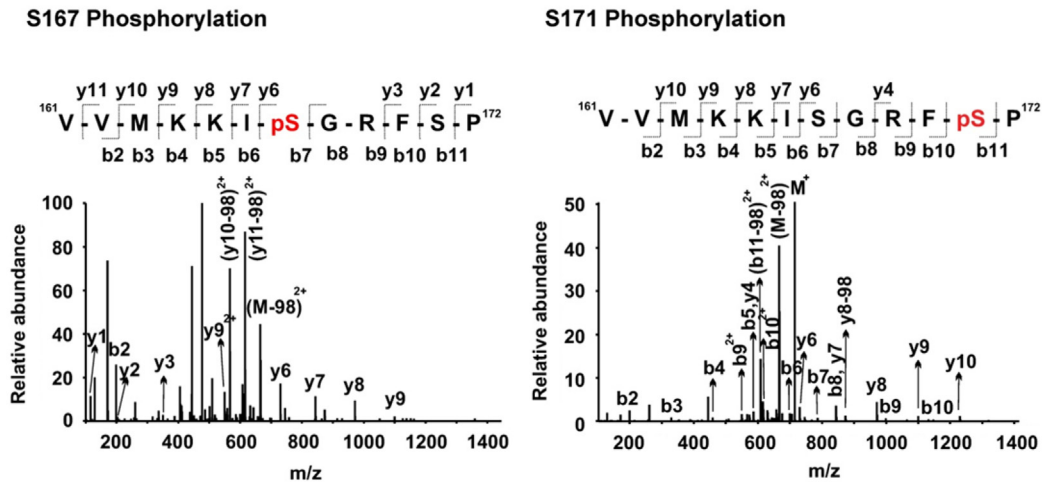 S167 Phosphorylation
y11 y10 y9 y8 y7 y6 y3 y2 y1
161 V - V - M - K - K - I - pS - G - R - F - S - P 172
b2 b3 b4 b5 b6 b7 b8 b9 b10 b11
Relative abundance
100
80
60
40
20
0
y1
b2
y2
y3
y9 2+
(y10-98) 2+
(y11-98) 2+
(M-98) 2+
y6
y7
y8
y9
200 400 600 800 1000 1200 1400
m/z
S171 Phosphorylation
y10 y9 y8 y7 y6 y4
161 V - V - M - K - K - I - S - G - R - F - pS - P 172
b2 b3 b4 b5 b6 b7 b8 b9 b10 b11
Relative abundance
50
40
30
20
10
0
b2
b3
b4
b9 2+
b5,y4
(b11-98) 2+
b10 2+
(M-98) 2+
M+
b6
y6
b7
b8, y7
y8-98
y8
b9
y9
b10
y10
200 400 600 800 1000 1200 1400
m/z